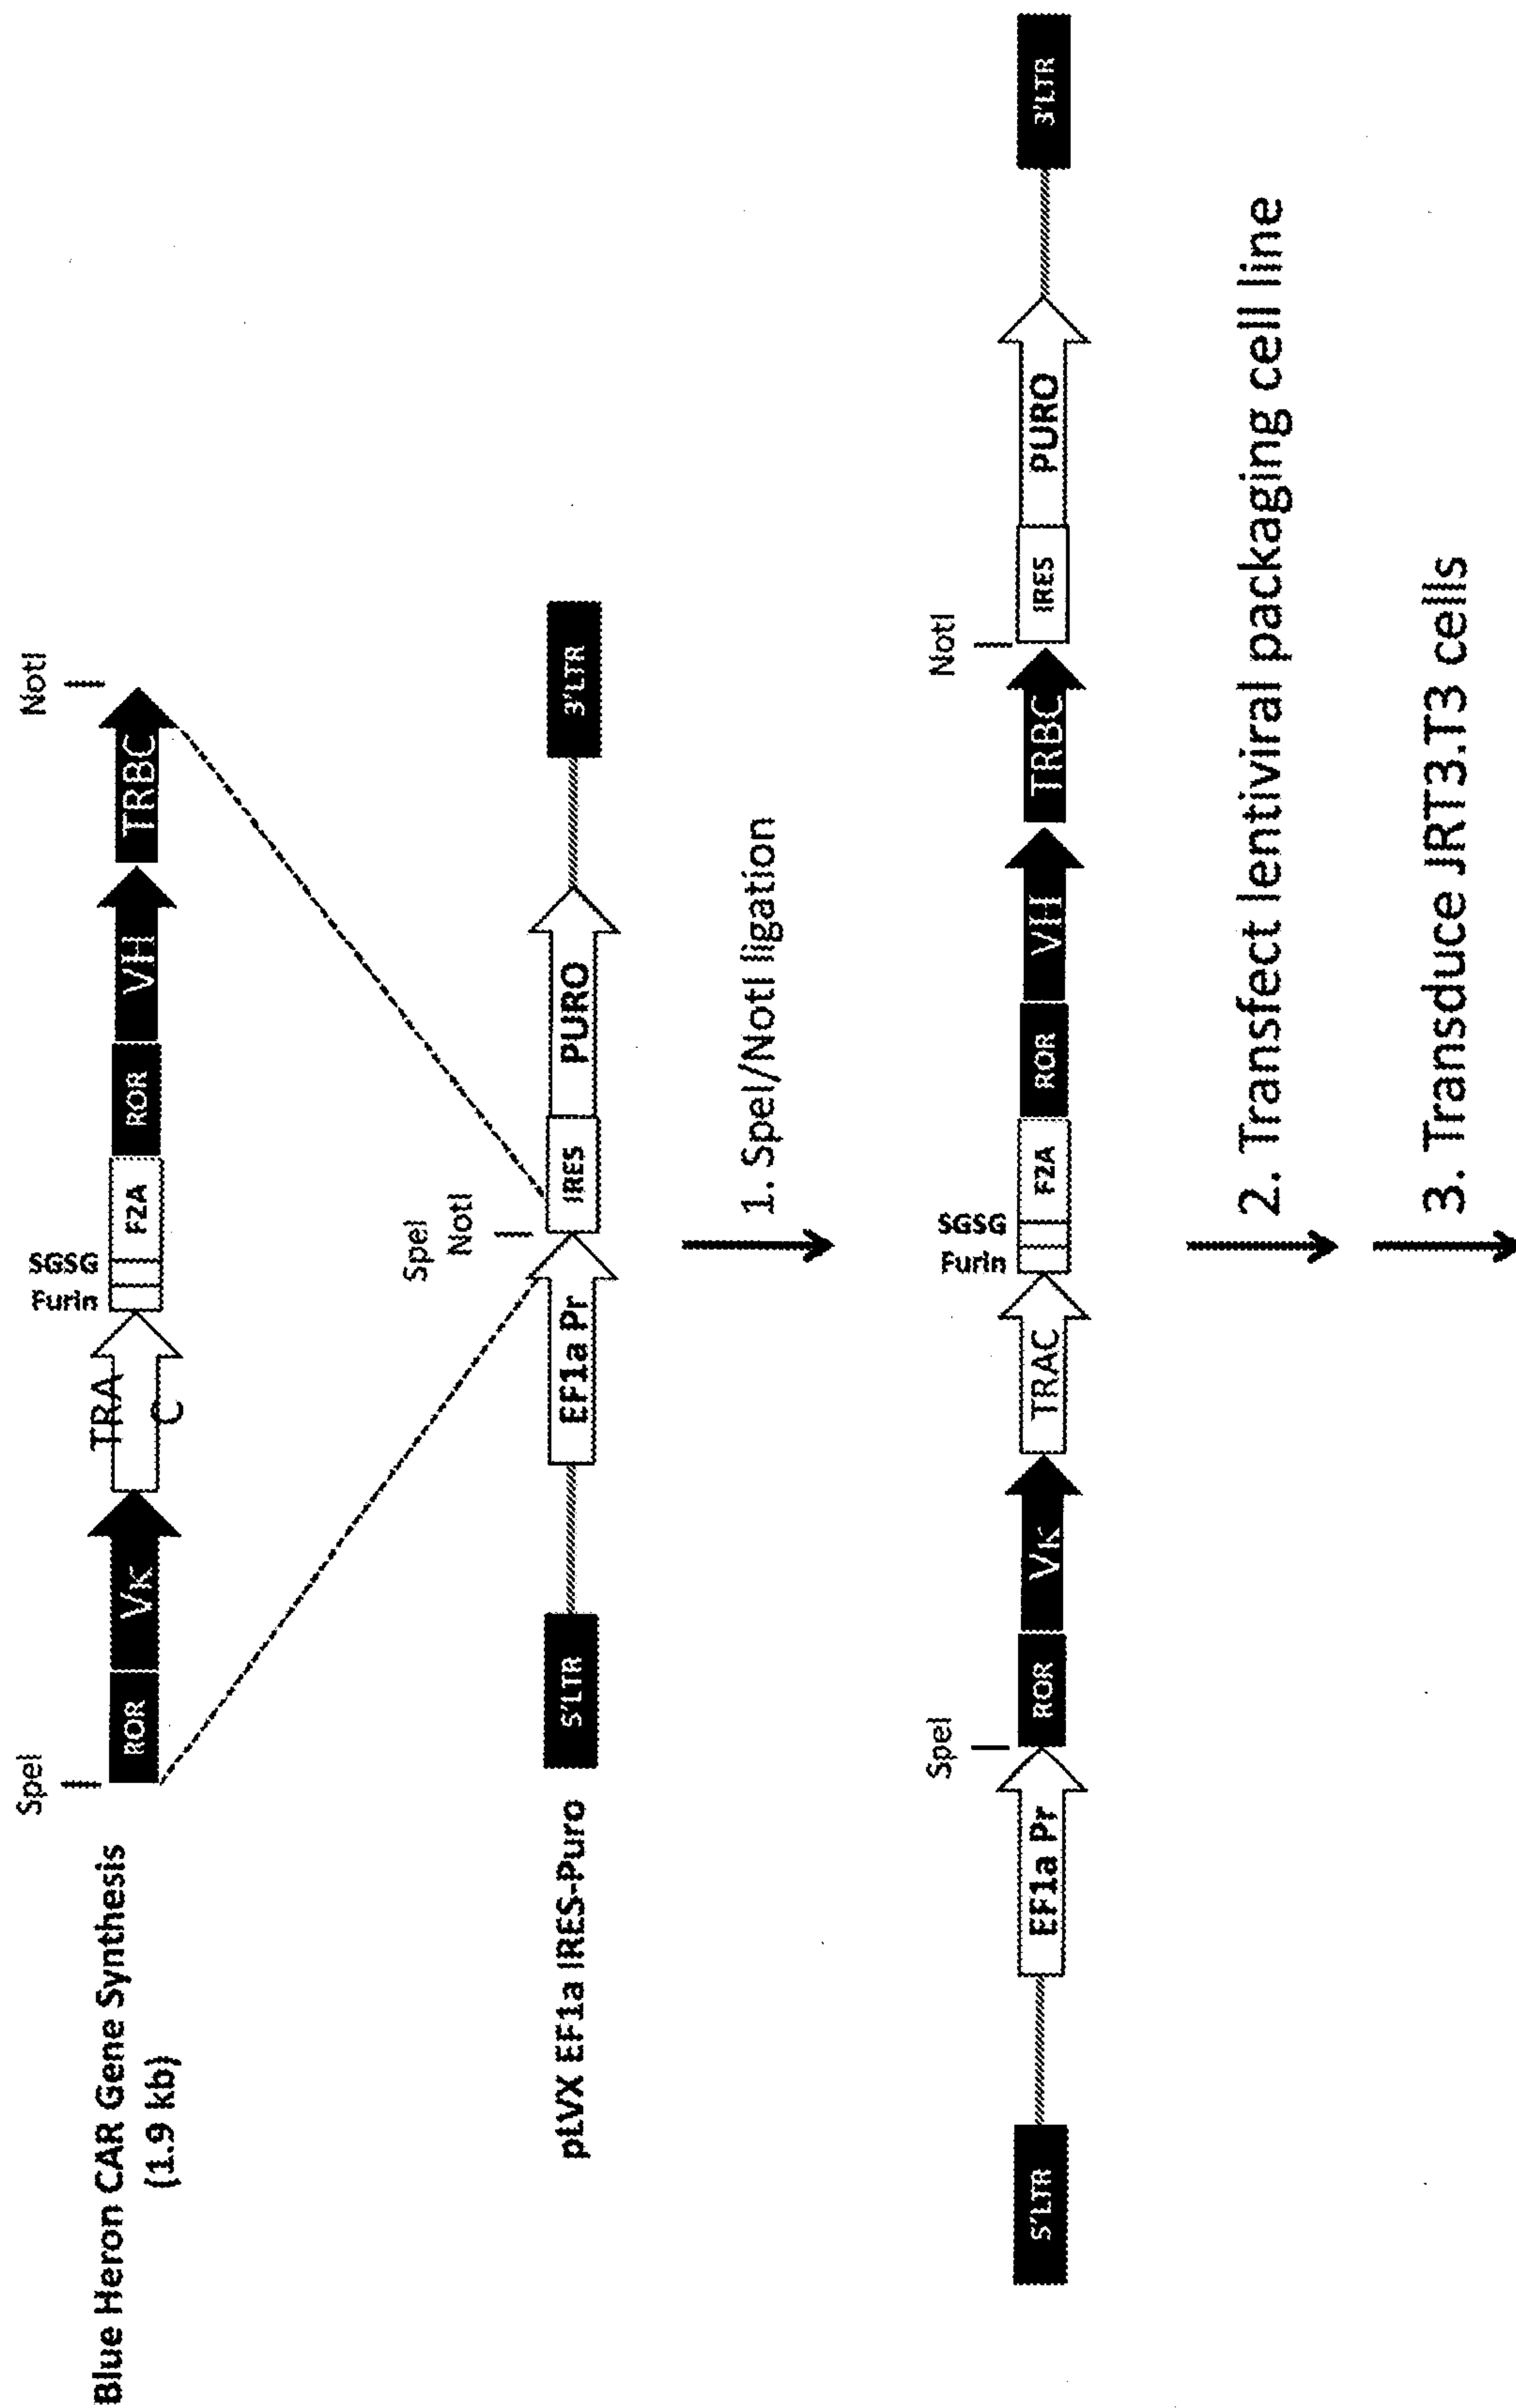 SpeI
NotI
Furin
SGSG
Blue Heron CAR Gene Synthesis
(1.9 kb)
ROR
Vκ
TRA
C
F2A
ROR
VH
TRBC
SpeI
NotI
pLVX EF1a IRES-Puro
5'LTR
EF1a Pr
IRES
PURO
3'LTR
1. SpeI/NotI ligation
SpeI
Furin
SGSG
NotI
5'LTR
EF1a Pr
ROR
Vκ
TRAC
F2A
ROR
VH
TRBC
IRES
PURO
3'LTR
2. Transfect lentiviral packaging cell line
3. Transduce JRT3.T3 cells